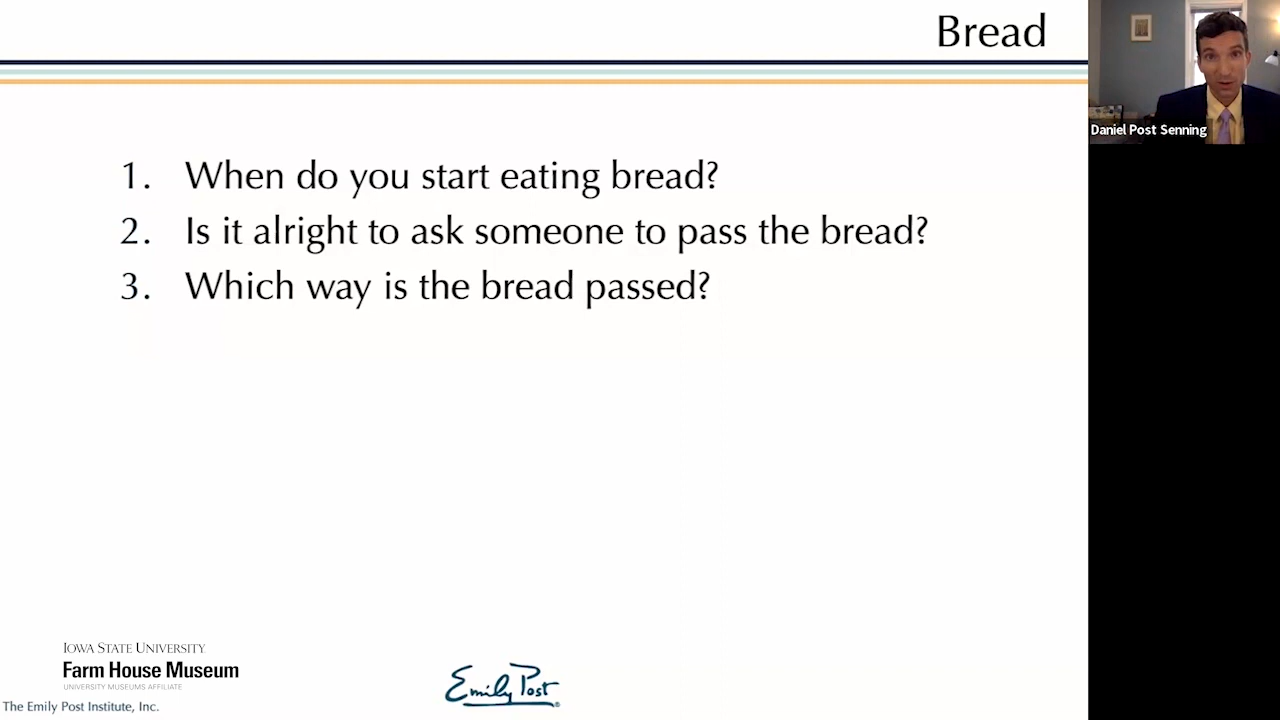 Bread
Daniel Post Senning
1. When do you start eating bread?
2. Is it alright to ask someone to pass the bread?
3. Which way is the bread passed?
IOWA STATE UNIVERSITY
Farm House Museum
UNIVERSITY MUSEUMS AFFILIATE
Emily Post®
The Emily Post Institute, Inc.